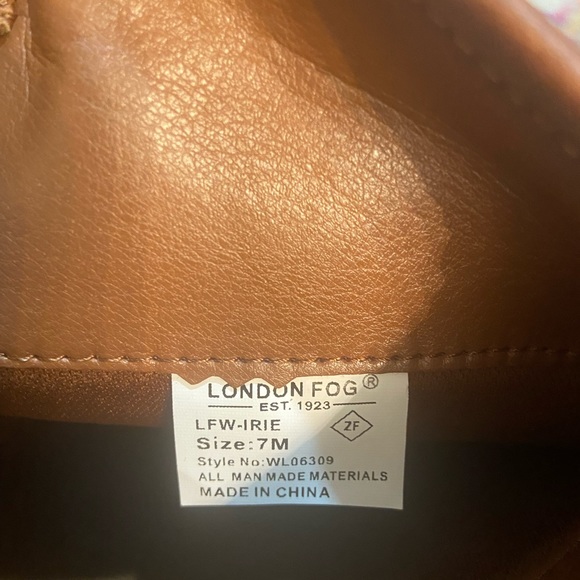 LONDON FOG®
EST. 1923
LFW-IRIE
ZF
Size:7M
Style No:WL06309
ALL MAN MADE MATERIALS
MADE IN CHINA